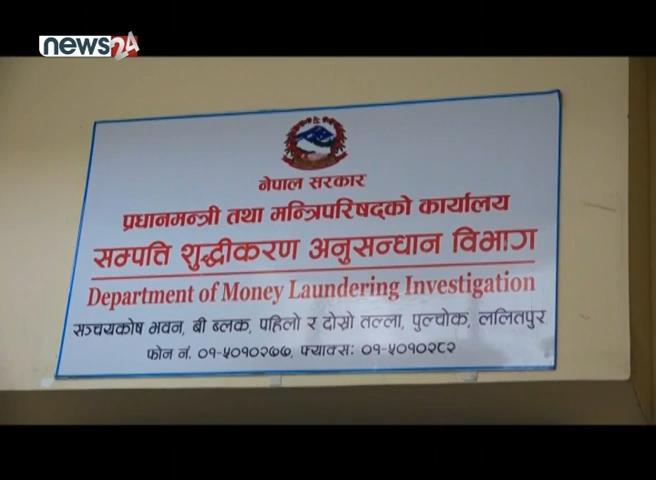 news24
नेपाल सरकार
प्रधानमन्त्री तथा मन्त्रिपरिषदको कार्यालय
सम्पत्ति शुद्धीकरण अनुसन्धान विभाग
Department of Money Laundering Investigation
सञ्चयकोष भवन, बी ब्लक, पहिलो र दोस्रो तल्ला, पुल्चोक, ललितपुर
फोन नं. ०१-५०१०२७७, फ्याक्सः ०१-५०१०२८२